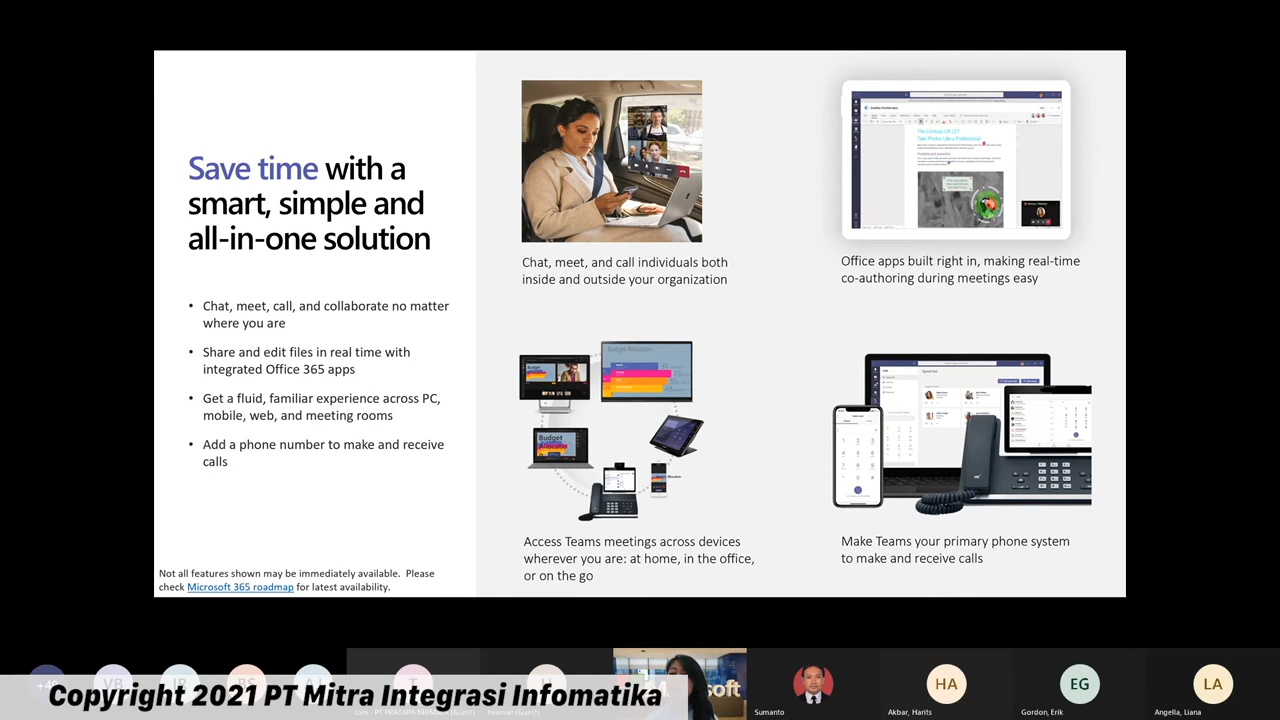 Save time with a
smart, simple and
all-in-one solution
• Chat, meet, call, and collaborate no matter
where you are
• Share and edit files in real time with
integrated Office 365 apps
• Get a fluid, familiar experience across PC,
mobile, web, and meeting rooms
• Add a phone number to make and receive
calls
Not all features shown may be immediately available. Please
check Microsoft 365 roadmap for latest availability.
Chat, meet, and call individuals both
inside and outside your organization
Office apps built right in, making real-time
co-authoring during meetings easy
Budget Allocation
Access Teams meetings across devices
wherever you are: at home, in the office,
or on the go
Make Teams your primary phone system
to make and receive calls
VB
T
soft
HA
EG
LA
Copyright 2021 PT Mitra Integrasi Infomatika
Sumanto
Akbar, Harits
Gordon, Erik
Angella, Liana